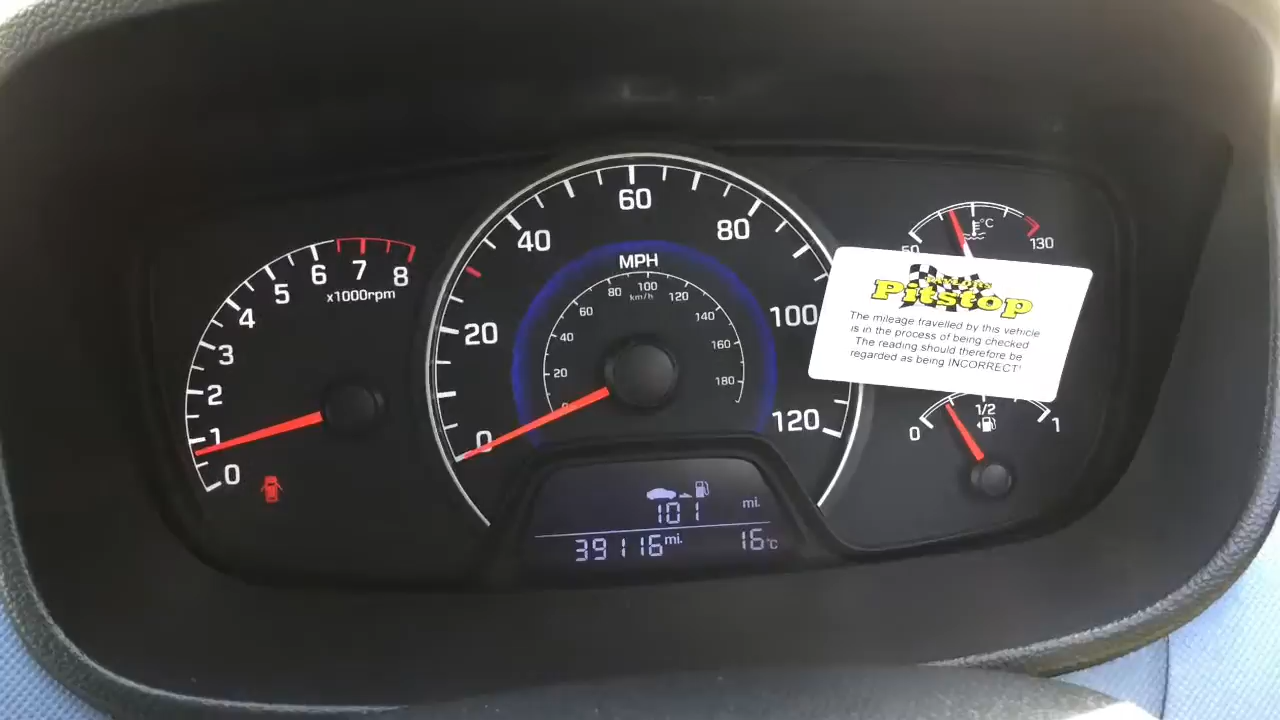 60
40
80
20
100
0
120
MPH
100
km/h
80
120
60
140
40
160
20
180
0
6
7
8
5
x1000rpm
4
3
2
1
0
50
°C
130
Pitstop
The mileage travelled by this vehicle
is in the process of being checked
The reading should therefore be
regarded as being INCORRECT!
0
1/2
1
101 mi.
39116 mi. 16°C